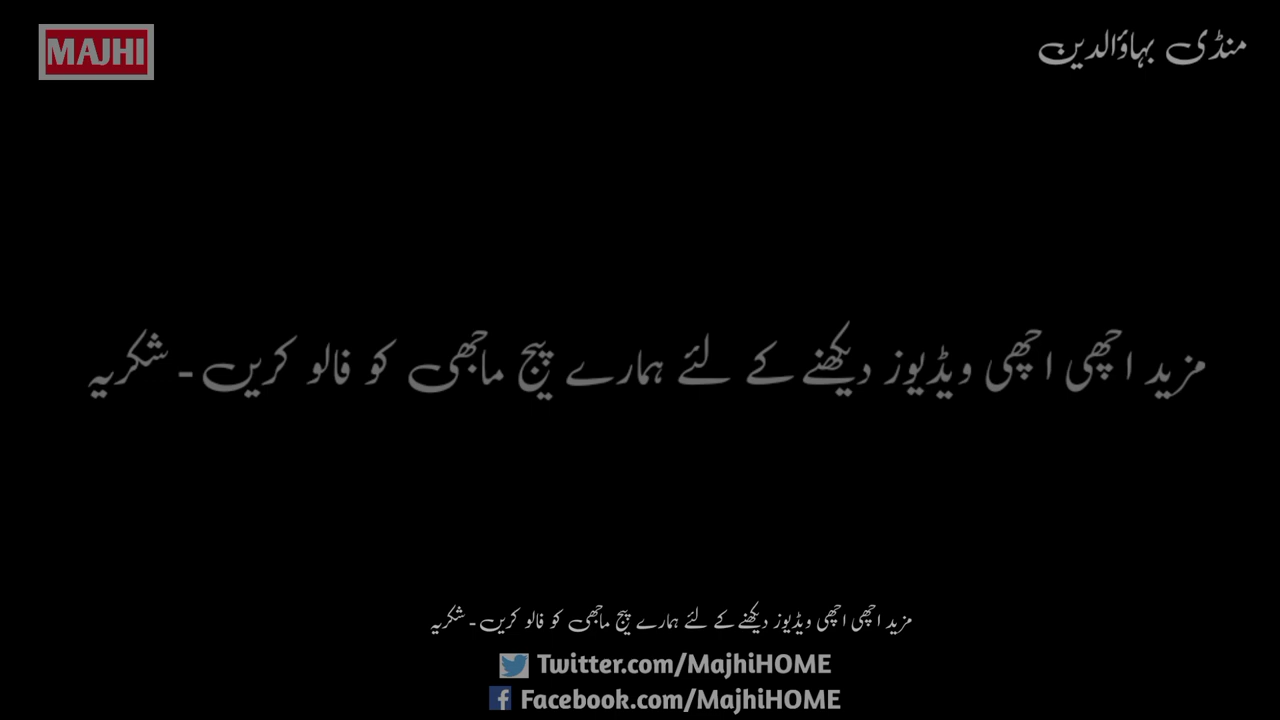 MAJHI
منڈی بہاؤالدین
مزید اچھی اچھی ویڈیوز دیکھنے کے لئے ہمارے پیج ماجھی کو فالو کریں - شکریہ
مزید اچھی اچھی ویڈیوز دیکھنے کے لئے ہمارے پیج ماجھی کو فالو کریں - شکریہ
Twitter.com/MajhiHOME
Facebook.com/MajhiHOME